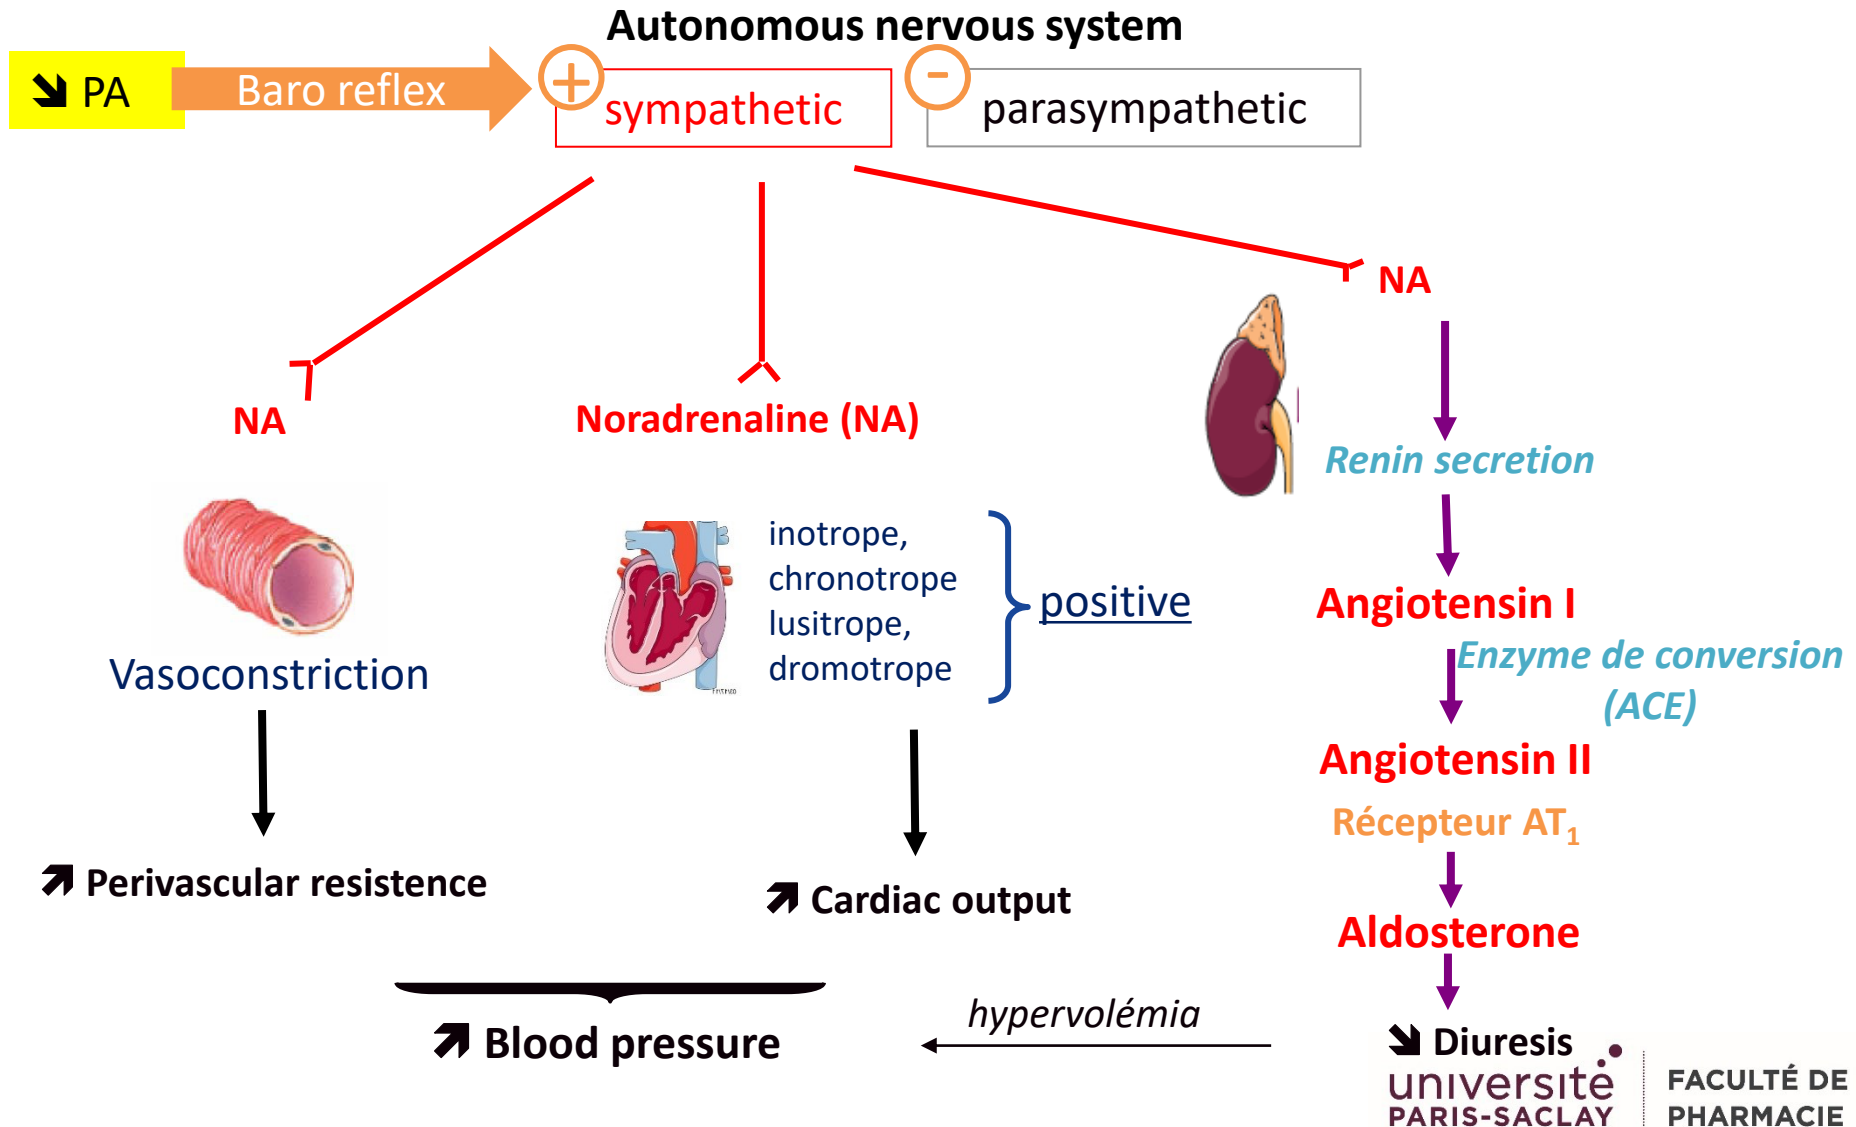 Autonomous nervous system
PA
Baro reflex
+
sympathetic
-
parasympathetic
NA
Noradrenaline (NA)
NA
Renin secretion
inotrope,
chronotrope
lusitrope,
dromotrope
positive
Vasoconstriction
Angiotensin I
Enzyme de conversion
(ACE)
Angiotensin II
Récepteur AT₁
Perivascular resistence
Cardiac output
Aldosterone
hypervolémia
Blood pressure
Diuresis
université
PARIS-SACLAY
FACULTÉ DE
PHARMACIE